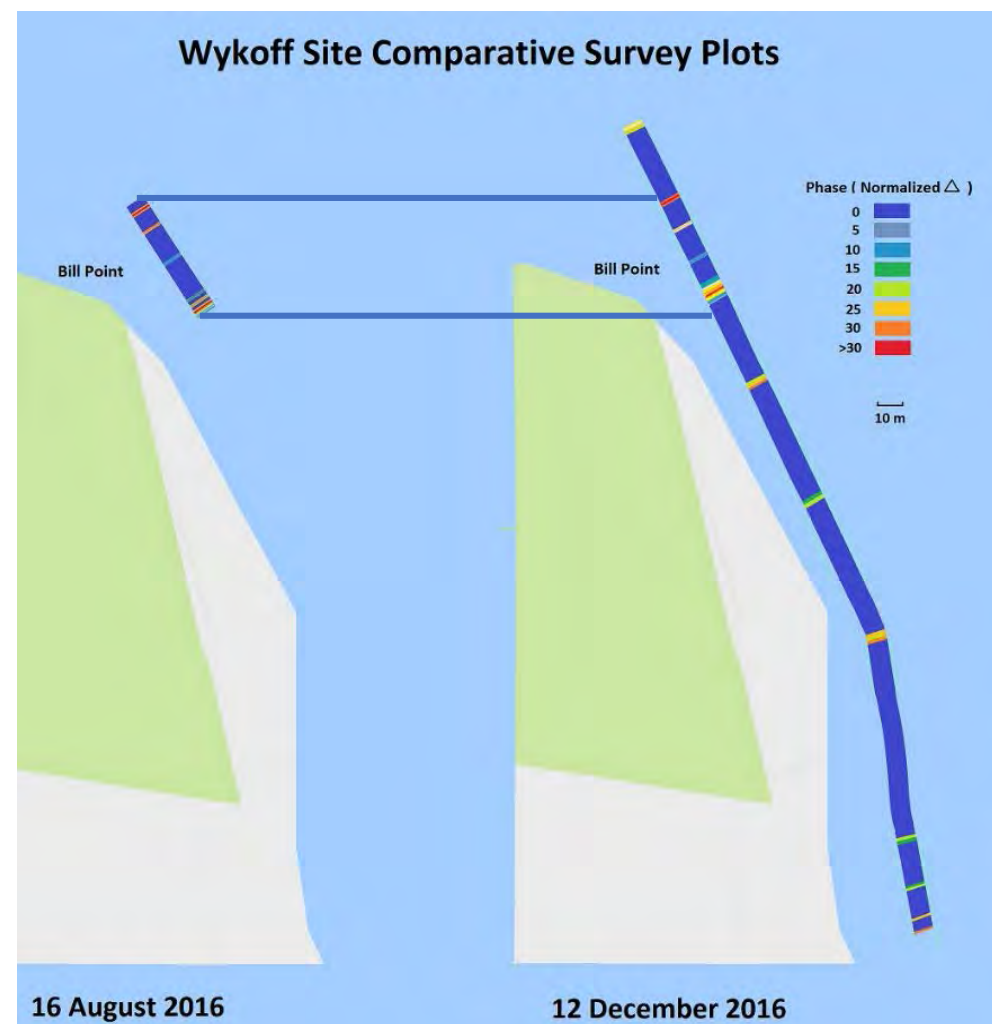 Wykoff Site Comparative Survey Plots
Phase ( Normalized △ )
0
5
10
15
20
25
30
>30
10 m
Bill Point
Bill Point
16 August 2016
12 December 2016